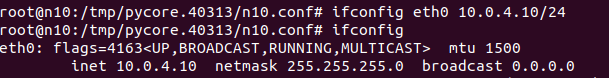 root@n10:/tmp/pycore.40313/n10.conf# ifconfig eth0 10.0.4.10/24
root@n10:/tmp/pycore.40313/n10.conf# ifconfig
eth0: flags=4163<UP,BROADCAST,RUNNING,MULTICAST>  mtu 1500
        inet 10.0.4.10  netmask 255.255.255.0  broadcast 0.0.0.0